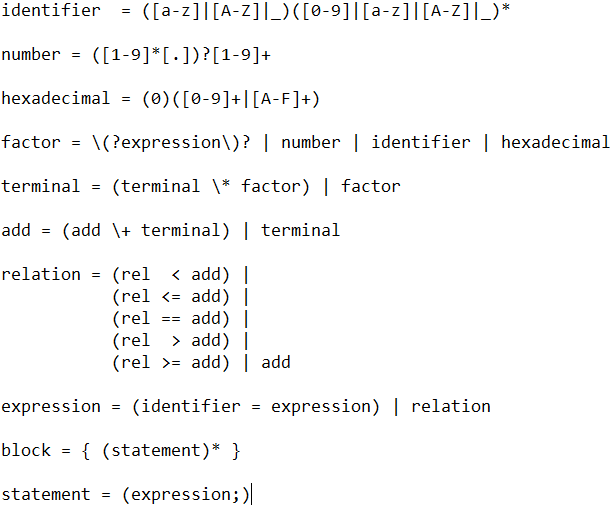 identifier  = ([a-z]|[A-Z]|_)([0-9]|[a-z]|[A-Z]|_)*
number = ([1-9]*[.])?[1-9]+
hexadecimal = (0)([0-9]+|[A-F]+)
factor = \(?expression\)? | number | identifier | hexadecimal
terminal = (terminal \* factor) | factor
add = (add \+ terminal) | terminal
relation = (rel  < add) |
           (rel <= add) |
           (rel == add) |
           (rel  > add) |
           (rel >= add) | add
expression = (identifier = expression) | relation
block = { (statement)* }
statement = (expression;)